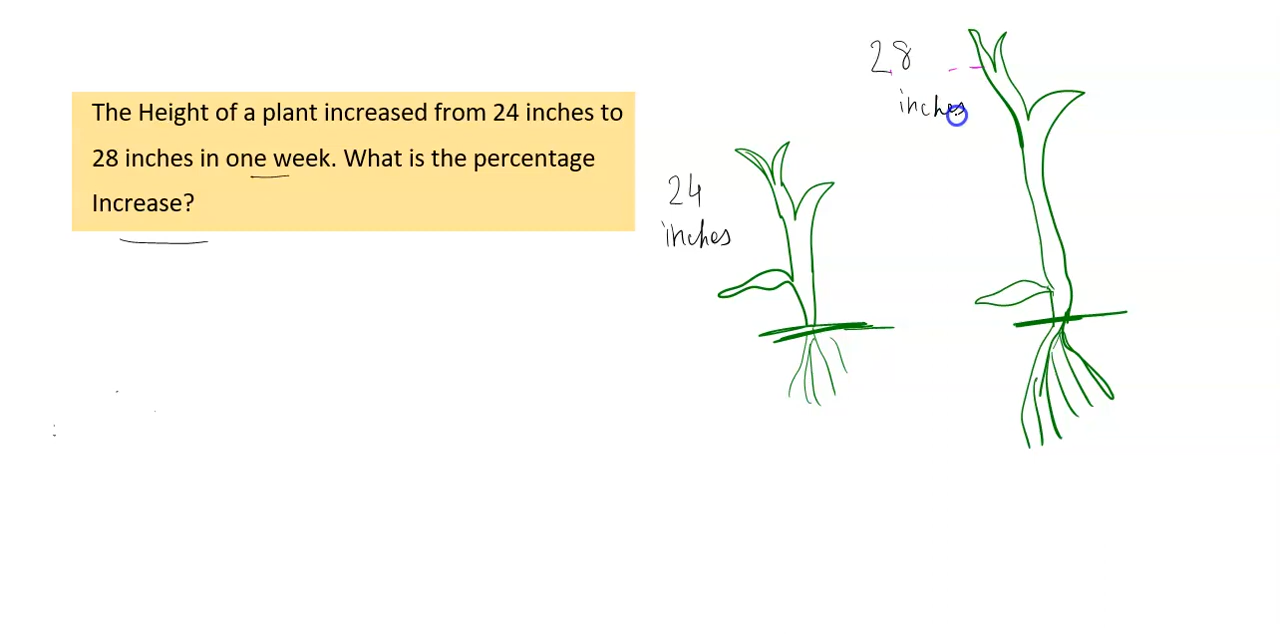 The Height of a plant increased from 24 inches to
28 inches in one week. What is the percentage
Increase?
24
inches
28
inches